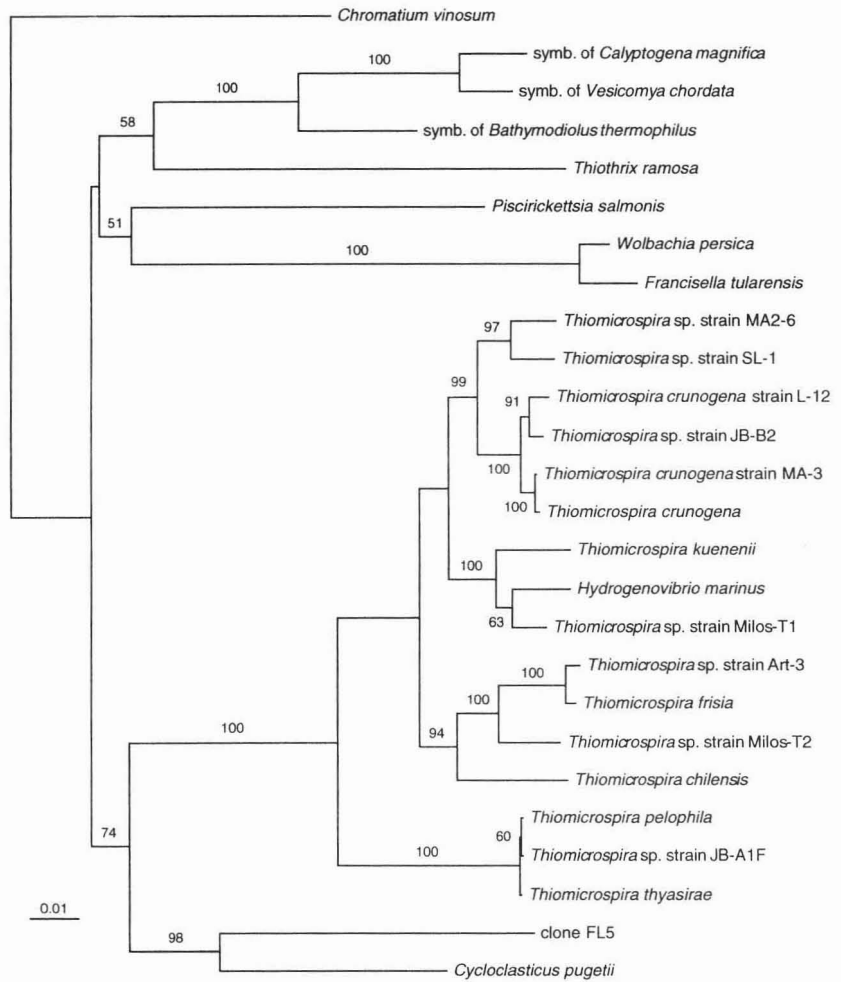 Chromatium vinosum
symb. of Calyptogena magnifica
100
symb. of Vesicomya chordata
100
symb. of Bathymodiolus thermophilus
58
Thiothrix ramosa
Piscirickettsia salmonis
51
Wolbachia persica
100
Francisella tularensis
Thiomicrospira sp. strain MA2-6
97
Thiomicrospira sp. strain SL-1
99
Thiomicrospira crunogena strain L-12
91
Thiomicrospira sp. strain JB-B2
100
Thiomicrospira crunogena strain MA-3
100
Thiomicrospira crunogena
Thiomicrospira kuenenii
100
Hydrogenovibrio marinus
63
Thiomicrospira sp. strain Milos-T1
Thiomicrospira sp. strain Art-3
100
Thiomicrospira frisia
100
Thiomicrospira sp. strain Milos-T2
94
100
Thiomicrospira chilensis
Thiomicrospira pelophila
60
74
100
Thiomicrospira sp. strain JB-A1F
Thiomicrospira thyasirae
0.01
clone FL5
98
Cycloclasticus pugetii